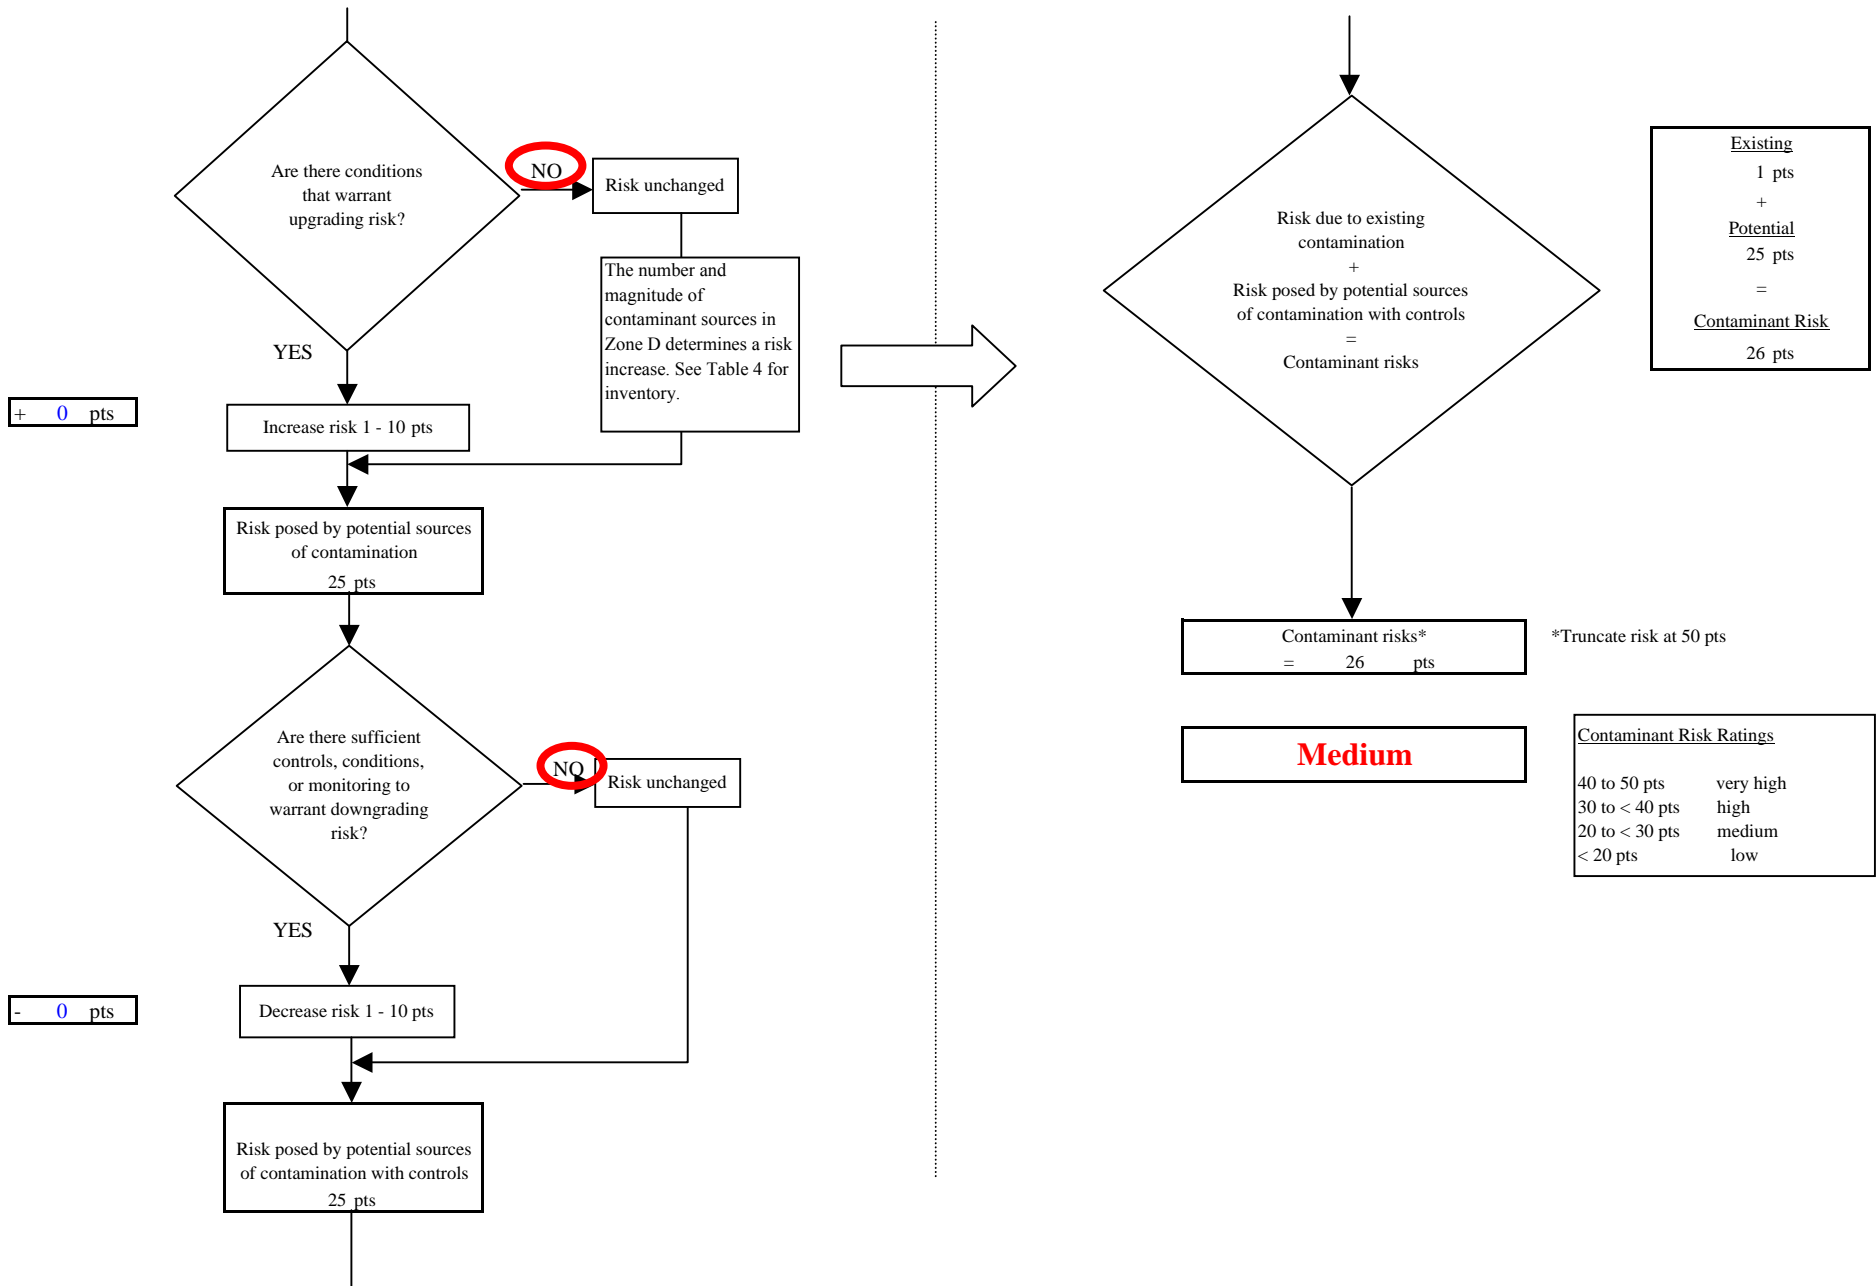 Are there conditions
that warrant
upgrading risk?
NO
Risk unchanged
The number and
magnitude of
contaminant sources in
Zone D determines a risk
increase. See Table 4 for
inventory.
YES
+ 0 pts
Increase risk 1 - 10 pts
Risk posed by potential sources
of contamination
25 pts
Are there sufficient
controls, conditions,
or monitoring to
warrant downgrading
risk?
NO
Risk unchanged
YES
- 0 pts
Decrease risk 1 - 10 pts
Risk posed by potential sources
of contamination with controls
25 pts
Risk due to existing
contamination
+
Risk posed by potential sources
of contamination with controls
=
Contaminant risks
Existing
1 pts
+
Potential
25 pts
=
Contaminant Risk
26 pts
Contaminant risks*
= 26 pts
*Truncate risk at 50 pts
Medium
Contaminant Risk Ratings
40 to 50 pts very high
30 to < 40 pts high
20 to < 30 pts medium
< 20 pts low